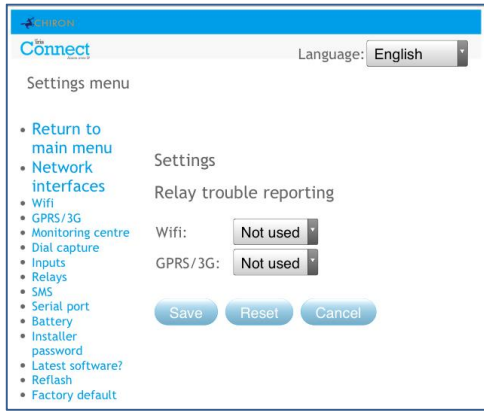 CHIRON
iris
Connect
Language: English
Settings menu
Return to
main menu
Network
interfaces
Wifi
GPRS/3G
Monitoring centre
Dial capture
Inputs
Relays
SMS
Serial port
Battery
Installer
password
Latest software?
Reflash
Factory default
Settings
Relay trouble reporting
Wifi: Not used
GPRS/3G: Not used
Save Reset Cancel